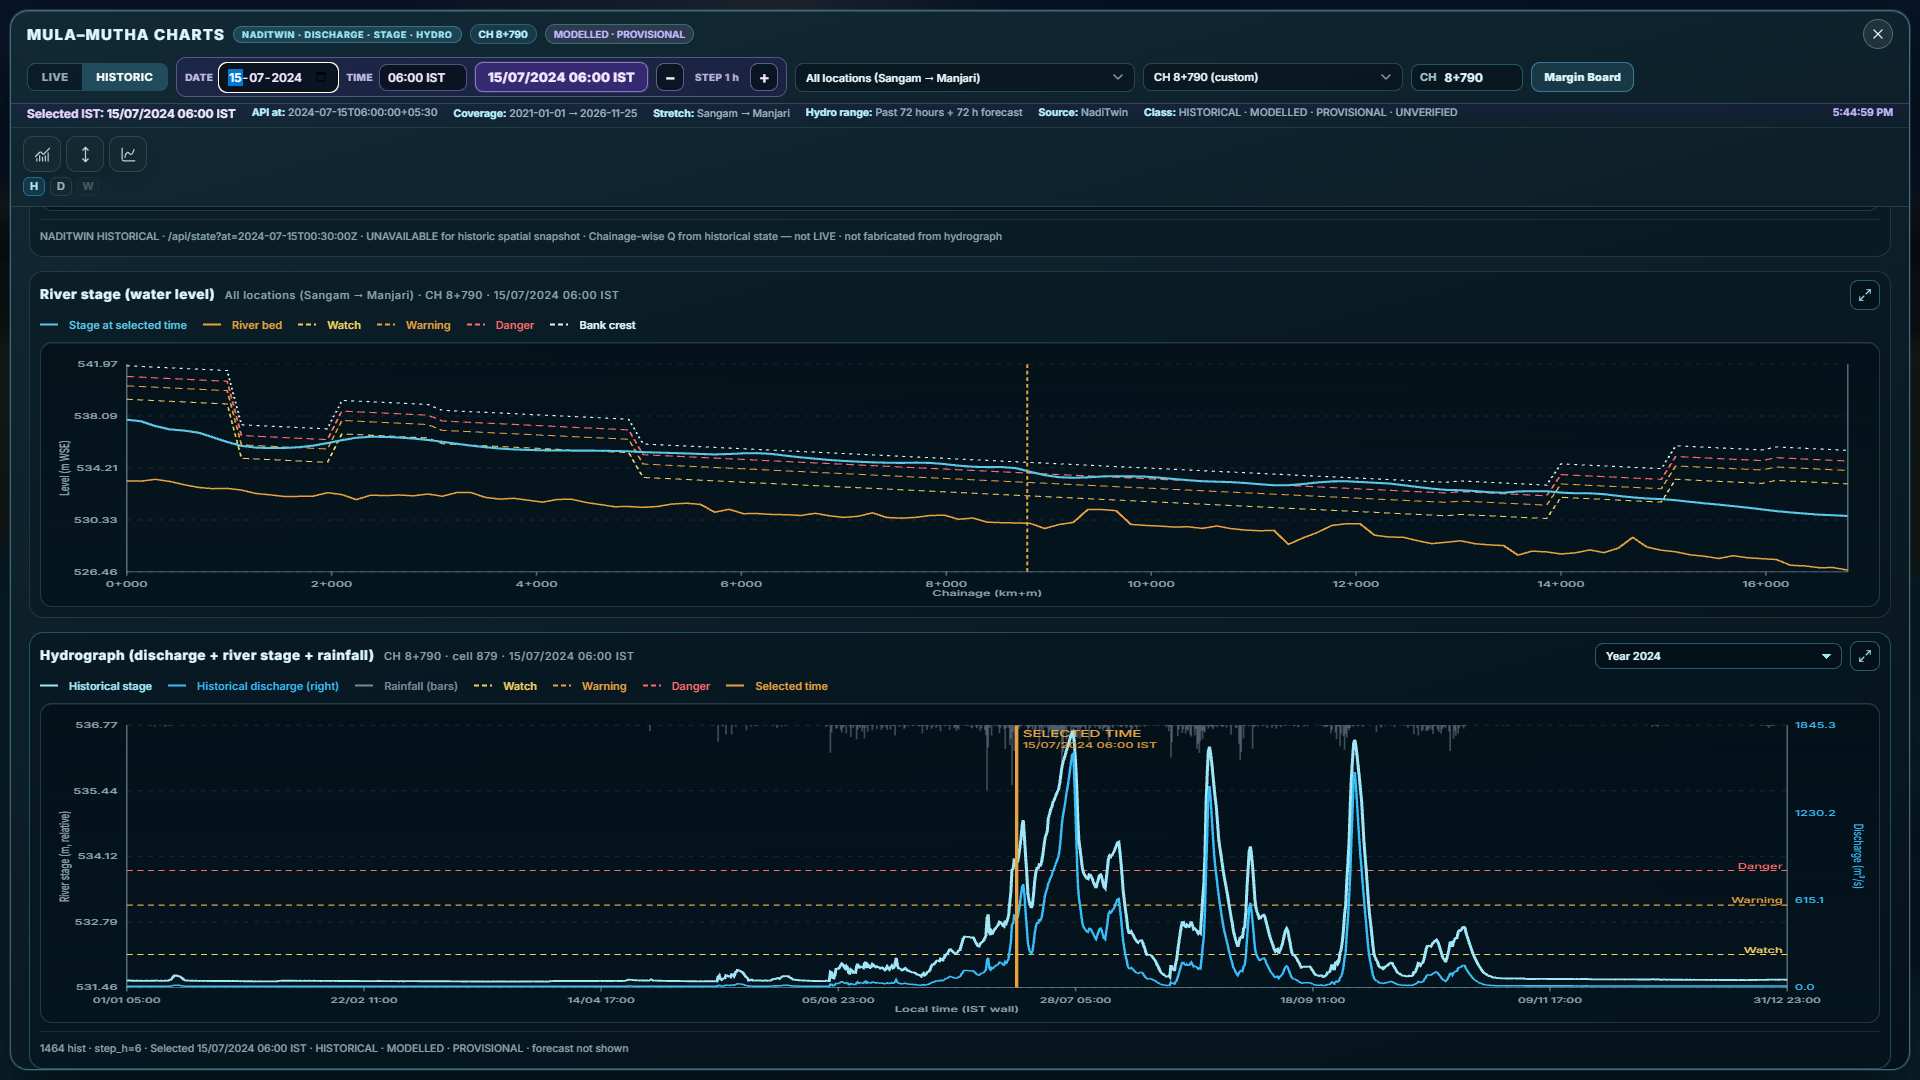 MULA–MUTHA CHARTS NADITWIN · DISCHARGE · STAGE · HYDRO CH 8+790 MODELLED · PROVISIONAL
LIVE HISTORIC DATE 15-07-2024 TIME 06:00 IST 15/07/2024 06:00 IST − STEP 1 h + All locations (Sangam → Manjari) CH 8+790 (custom) CH 8+790 Margin Board
Selected IST: 15/07/2024 06:00 IST API at: 2024-07-15T06:00:00+05:30 Coverage: 2021-01-01 → 2026-11-25 Stretch: Sangam → Manjari Hydro range: Past 72 hours + 72 h forecast Source: NadiTwin Class: HISTORICAL · MODELLED · PROVISIONAL · UNVERIFIED 5:44:59 PM
H D W
NADITWIN HISTORICAL · /api/state?at=2024-07-15T00:30:00Z · UNAVAILABLE for historic spatial snapshot · Chainage-wise Q from historical state — not LIVE · not fabricated from hydrograph
River stage (water level) All locations (Sangam → Manjari) · CH 8+790 · 15/07/2024 06:00 IST
Stage at selected time River bed Watch Warning Danger Bank crest
541.97
538.09
534.21
530.33
526.46
Level (m WSE)
0+000 2+000 4+000 6+000 8+000 10+000 12+000 14+000 16+000
Chainage (km+m)
Hydrograph (discharge + river stage + rainfall) CH 8+790 · cell 879 · 15/07/2024 06:00 IST Year 2024
Historical stage Historical discharge (right) Rainfall (bars) Watch Warning Danger Selected time
536.77
535.44
534.12
532.79
531.46
River stage (m, relative)
SELECTED TIME
15/07/2024 06:00 IST
Danger
Warning
Watch
1845.3
1230.2
615.1
0.0
Discharge (m³/s)
01/01 05:00 22/02 11:00 14/04 17:00 05/06 23:00 28/07 05:00 18/09 11:00 09/11 17:00 31/12 23:00
Local time (IST wall)
1464 hist · step_h=6 · Selected 15/07/2024 06:00 IST · HISTORICAL · MODELLED · PROVISIONAL · forecast not shown